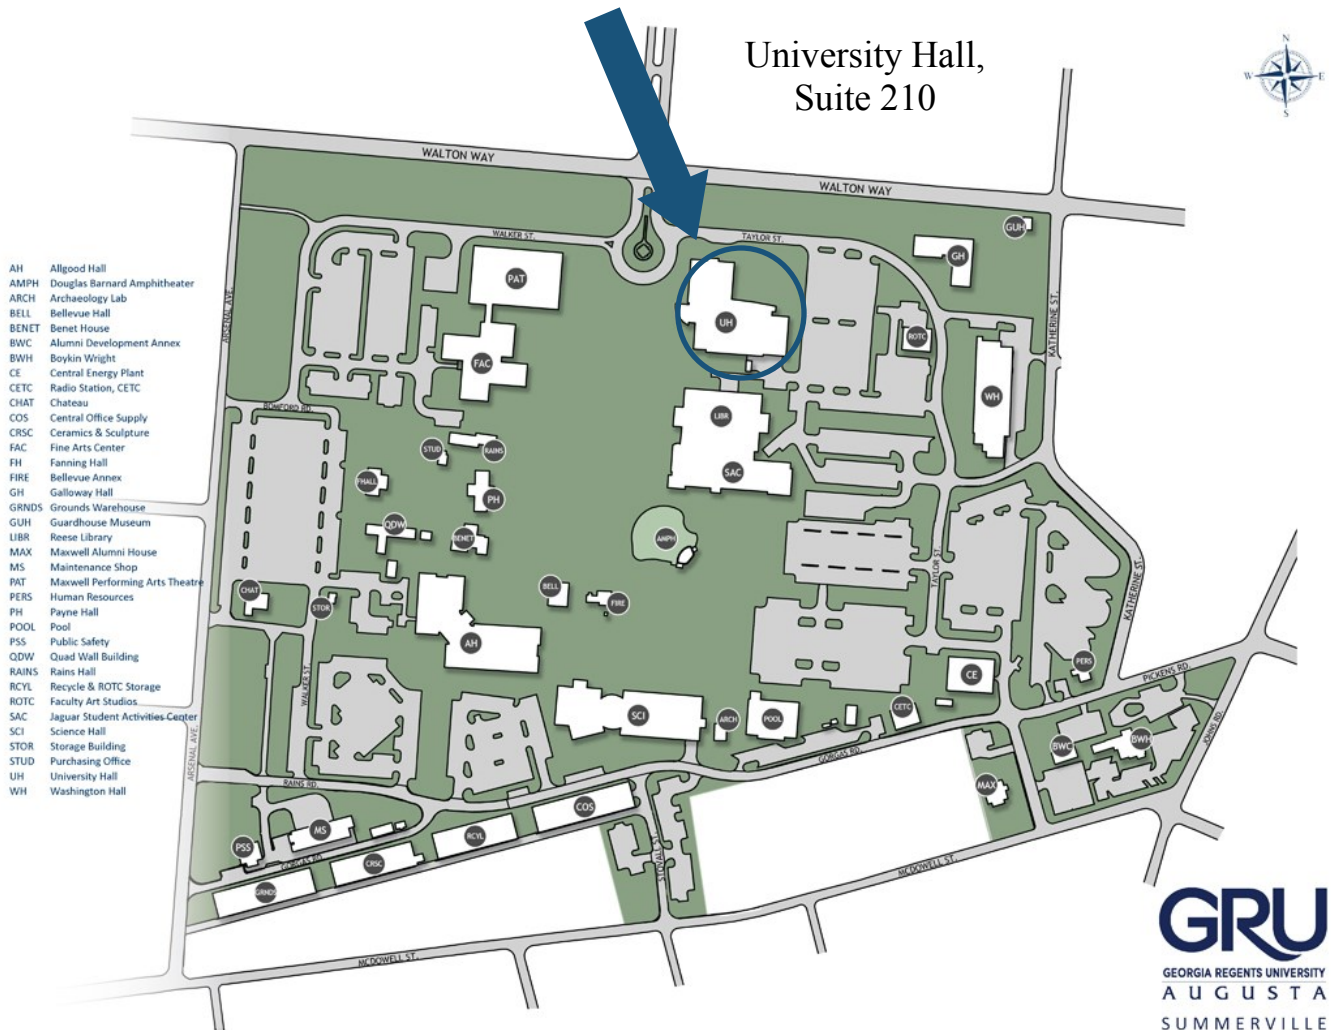 University Hall,
Suite 210
N
W
E
S
WALTON WAY
WALTON WAY
WALKER ST.
TAYLOR ST.
GUH
GH
PAT
UH
ROTC
FAC
ARSENAL AVE.
KATHERINE ST.
WH
BOMFORD RD.
LIBR
STUD
RAINS
SAC
FHALL
PH
QDW
BENET
AMPH
TAYLOR ST.
KATHERINE ST.
CHAT
STOR
BELL
FIRE
AH
CE
PERS
PICKENS RD.
WALKER ST.
SCI
ARCH
POOL
CETC
BWC
BWH
JOHNS RD.
ARSENAL AVE.
RAINS RD.
GORGAS RD.
MAX
COS
MS
RCYL
PSS
GORGAS RD.
CRSC
GRNDS
STOVALL ST.
MCDOWELL ST.
MCDOWELL ST.
AH Allgood Hall
AMPH Douglas Barnard Amphitheater
ARCH Archaeology Lab
BELL Bellevue Hall
BENET Benet House
BWC Alumni Development Annex
BWH Boykin Wright
CE Central Energy Plant
CETC Radio Station, CETC
CHAT Chateau
COS Central Office Supply
CRSC Ceramics & Sculpture
FAC Fine Arts Center
FH Fanning Hall
FIRE Bellevue Annex
GH Galloway Hall
GRNDS Grounds Warehouse
GUH Guardhouse Museum
LIBR Reese Library
MAX Maxwell Alumni House
MS Maintenance Shop
PAT Maxwell Performing Arts Theatre
PERS Human Resources
PH Payne Hall
POOL Pool
PSS Public Safety
QDW Quad Wall Building
RAINS Rains Hall
RCYL Recycle & ROTC Storage
ROTC Faculty Art Studios
SAC Jaguar Student Activities Center
SCI Science Hall
STOR Storage Building
STUD Purchasing Office
UH University Hall
WH Washington Hall
GRU
GEORGIA REGENTS UNIVERSITY
AUGUSTA
SUMMERVILLE